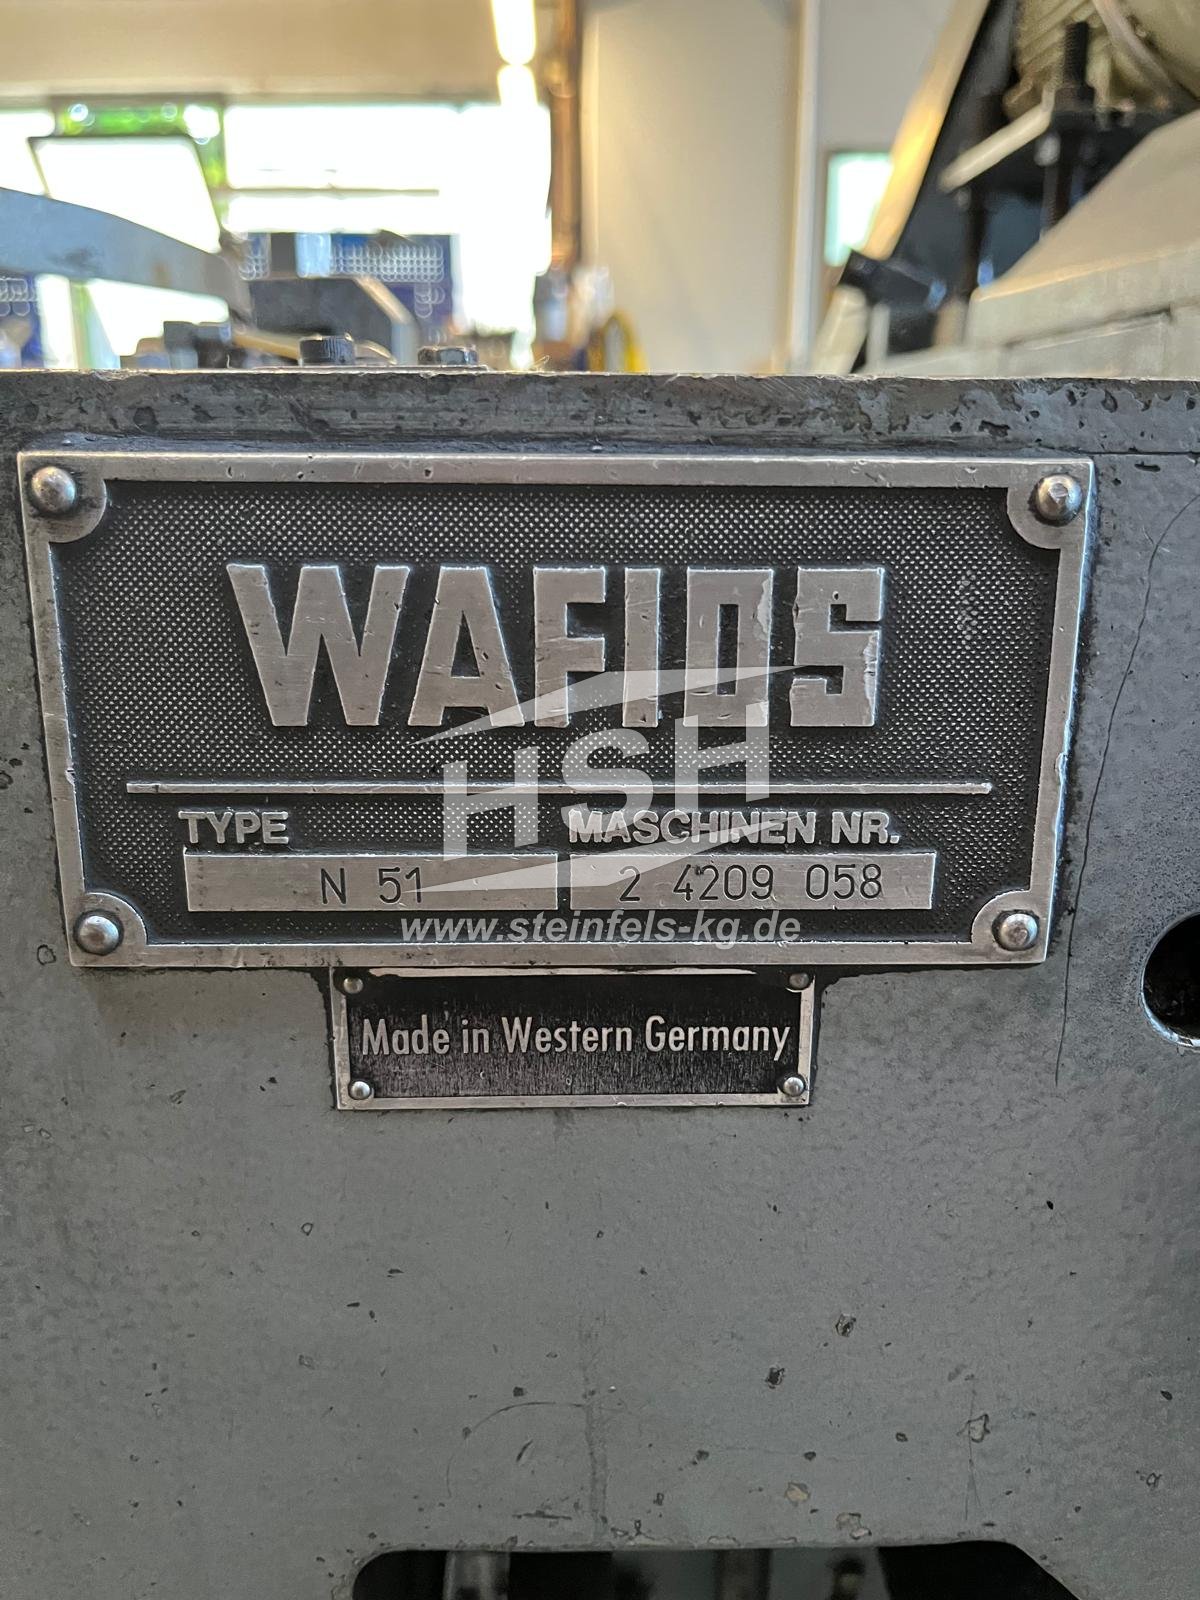 WAFIOS
HSH
TYPE MASCHINEN NR.
N 51 2 4209 058
www.steinfels-kg.de
Made in Western Germany